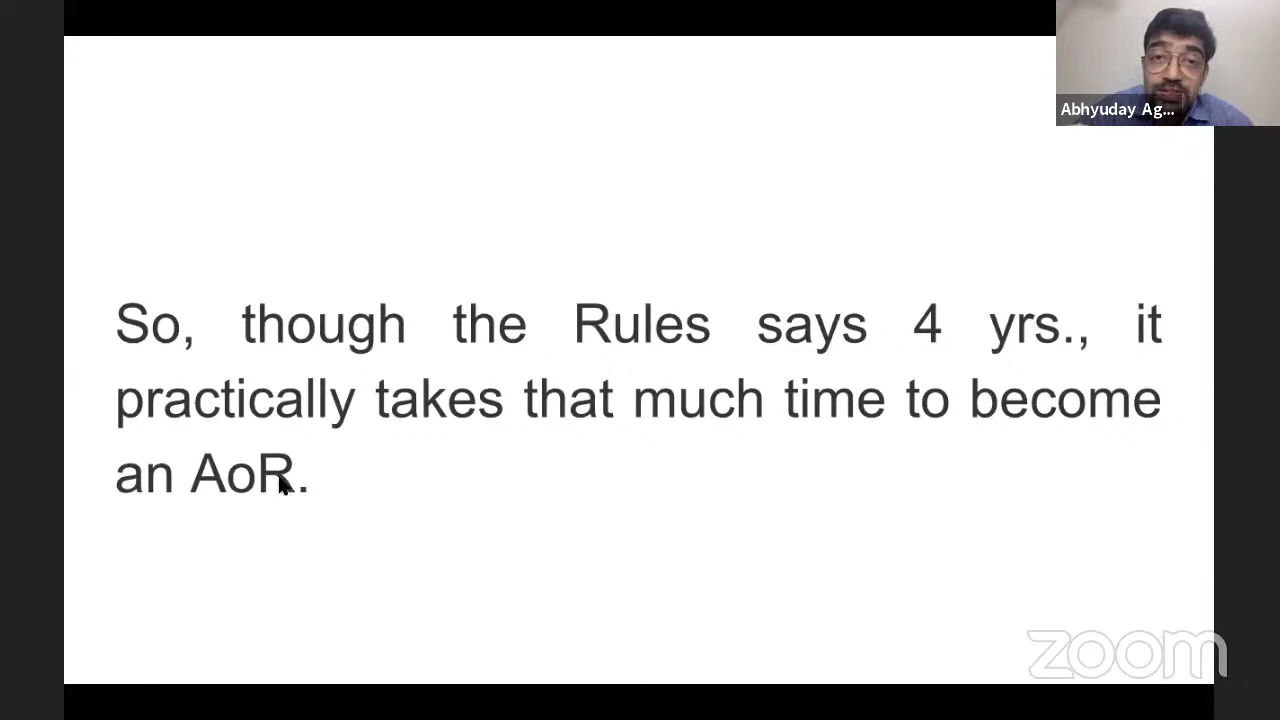 Abhyuday Ag...
So, though the Rules says 4 yrs., it
practically takes that much time to become
an AoR.
zoom